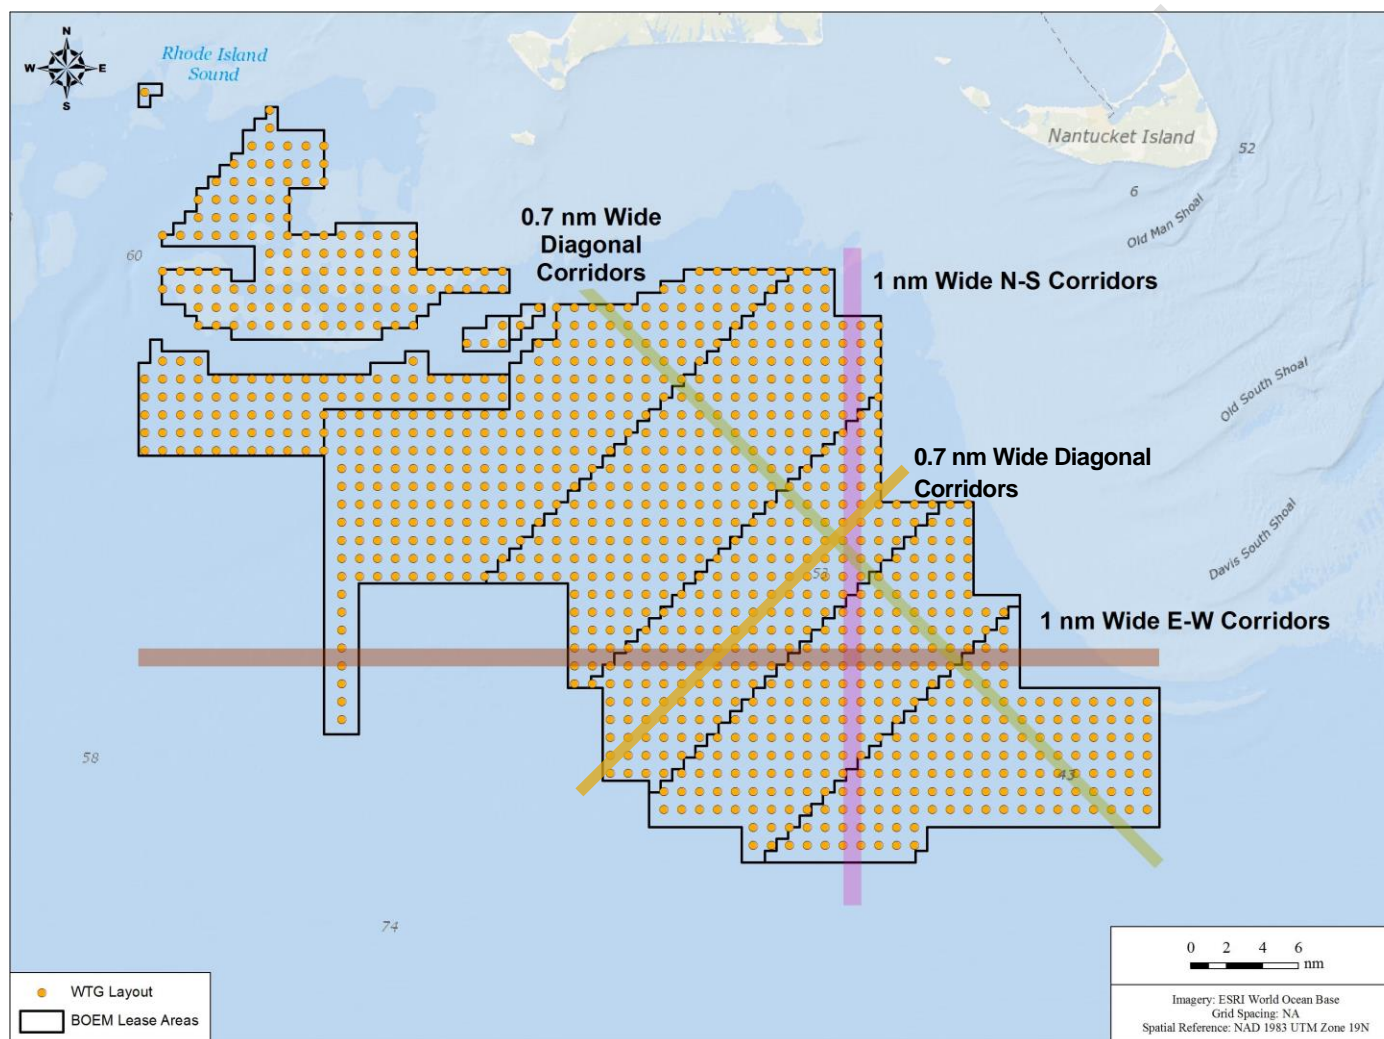 N
W E
S
Rhode Island
Sound
Nantucket Island
52
6
Old Man Shoal
60
0.7 nm Wide
Diagonal
Corridors
1 nm Wide N-S Corridors
Old South Shoal
0.7 nm Wide Diagonal
Corridors
Davis South Shoal
53
1 nm Wide E-W Corridors
58
43
74
0 2 4 6
nm
WTG Layout
BOEM Lease Areas
Imagery: ESRI World Ocean Base
Grid Spacing: NA
Spatial Reference: NAD 1983 UTM Zone 19N